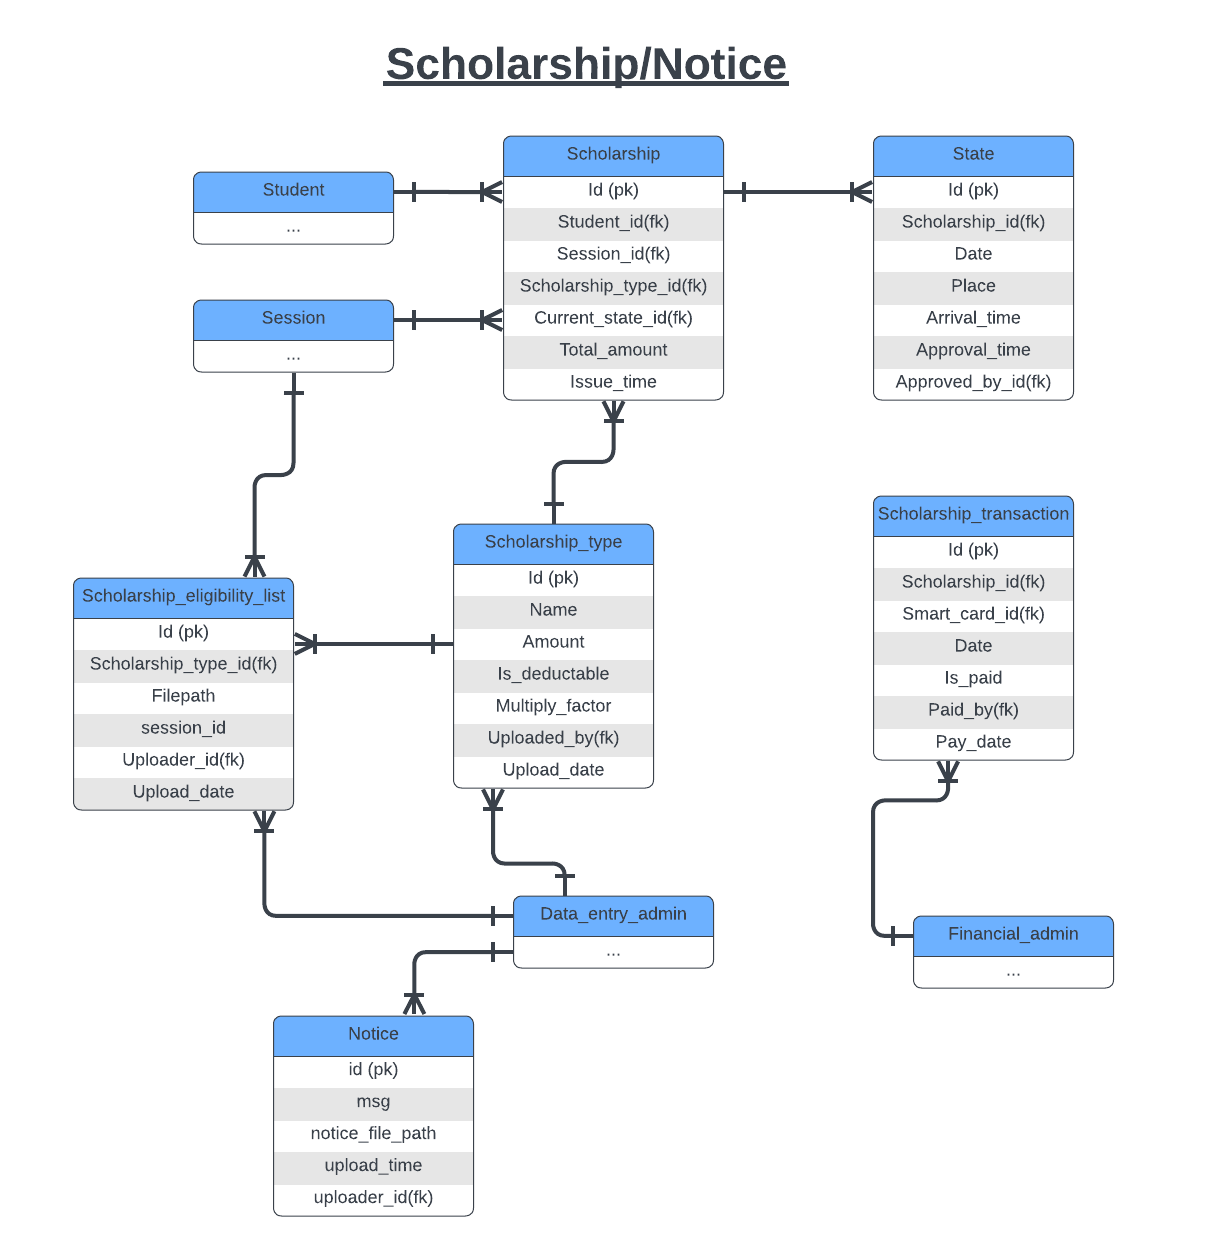 Scholarship/Notice
Student
...
Session
...
Scholarship
Id (pk)
Student_id(fk)
Session_id(fk)
Scholarship_type_id(fk)
Current_state_id(fk)
Total_amount
Issue_time
State
Id (pk)
Scholarship_id(fk)
Date
Place
Arrival_time
Approval_time
Approved_by_id(fk)
Scholarship_eligibility_list
Id (pk)
Scholarship_type_id(fk)
Filepath
session_id
Uploader_id(fk)
Upload_date
Scholarship_type
Id (pk)
Name
Amount
Is_deductable
Multiply_factor
Uploaded_by(fk)
Upload_date
Scholarship_transaction
Id (pk)
Scholarship_id(fk)
Smart_card_id(fk)
Date
Is_paid
Paid_by(fk)
Pay_date
Data_entry_admin
...
Financial_admin
...
Notice
id (pk)
msg
notice_file_path
upload_time
uploader_id(fk)